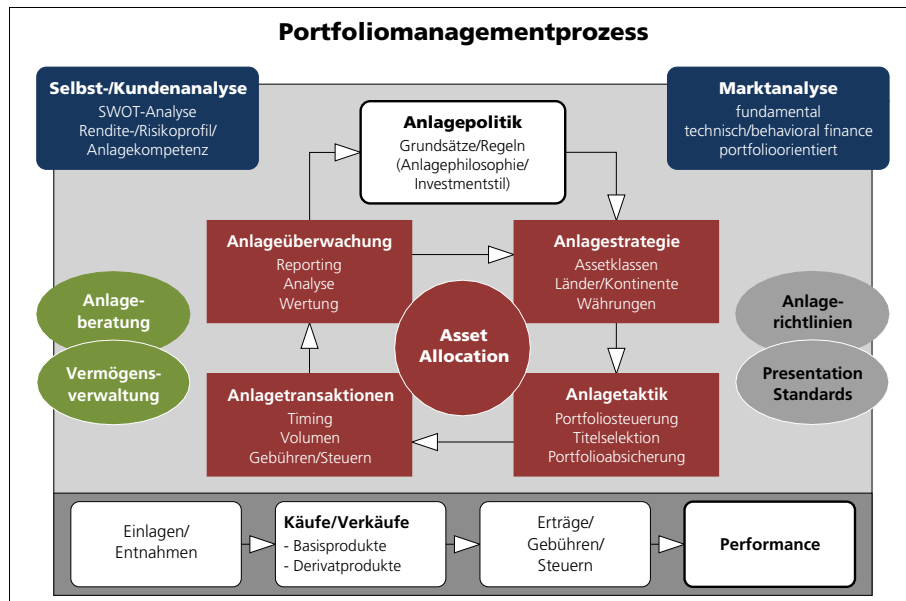 Portfoliomanagementprozess
Selbst-/Kundenanalyse
SWOT-Analyse
Rendite-/Risikoprofil/
Anlagekompetenz
Anlagepolitik
Grundsätze/Regeln
(Anlagephilosophie/
Investmentstil)
Marktanalyse
fundamental
technisch/behavioral finance
portfolioorientiert
Anlageüberwachung
Reporting
Analyse
Wertung
Anlagestrategie
Assetklassen
Länder/Kontinente
Währungen
Anlage-
beratung
Vermögens-
verwaltung
Asset
Allocation
Anlage-
richtlinien
Presentation
Standards
Anlagetransaktionen
Timing
Volumen
Gebühren/Steuern
Anlagetaktik
Portfoliosteuerung
Titelselektion
Portfolioabsicherung
Einlagen/
Entnahmen
Käufe/Verkäufe
- Basisprodukte
- Derivatprodukte
Erträge/
Gebühren/
Steuern
Performance